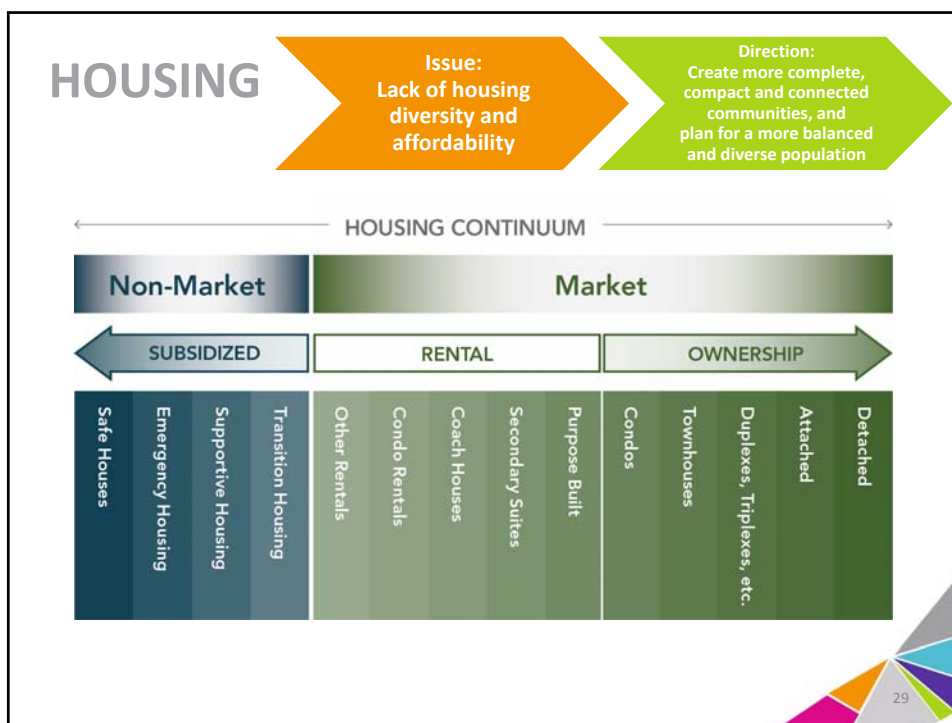 HOUSING
Issue:
Lack of housing
diversity and
affordability
Direction:
Create more complete,
compact and connected
communities, and
plan for a more balanced
and diverse population
HOUSING CONTINUUM
Non-Market
Market
SUBSIDIZED
RENTAL
OWNERSHIP
Safe Houses
Emergency Housing
Supportive Housing
Transition Housing
Other Rentals
Condo Rentals
Coach Houses
Secondary Suites
Purpose Built
Condos
Townhouses
Duplexes, Triplexes, etc.
Attached
Detached
29